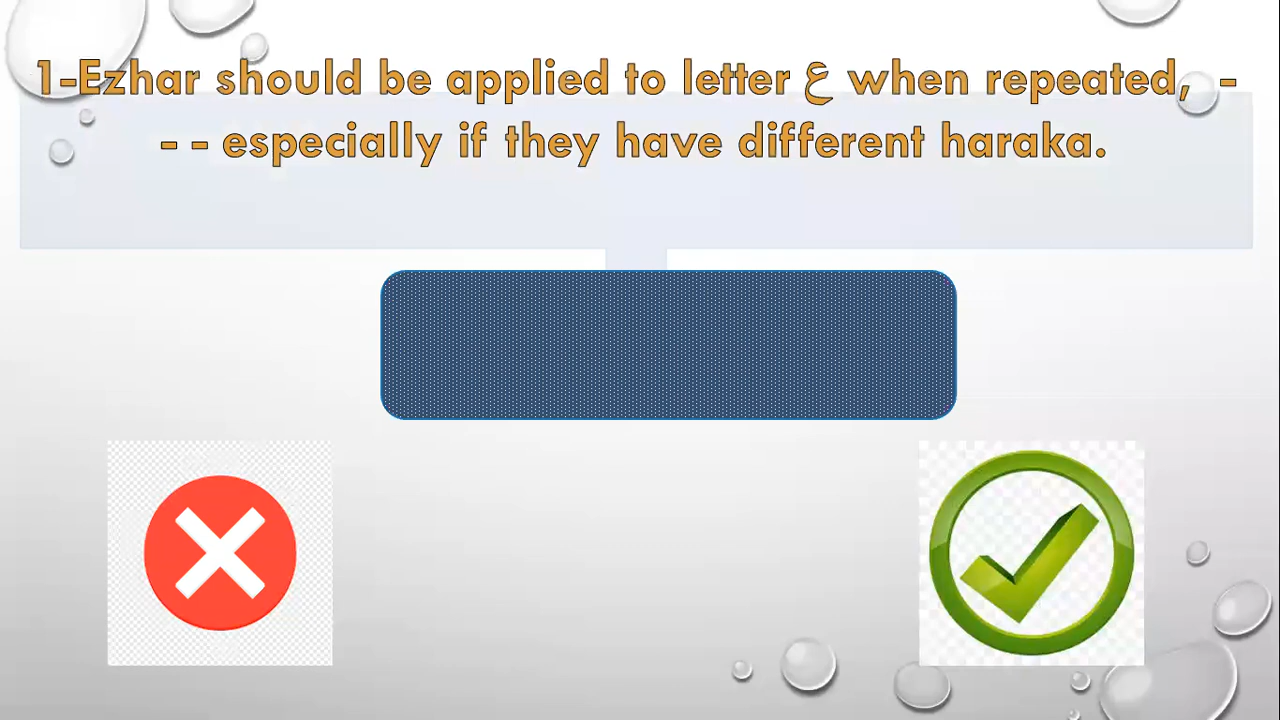 1-Ezhar should be applied to letter ع when repeated, -
- - especially if they have different haraka.